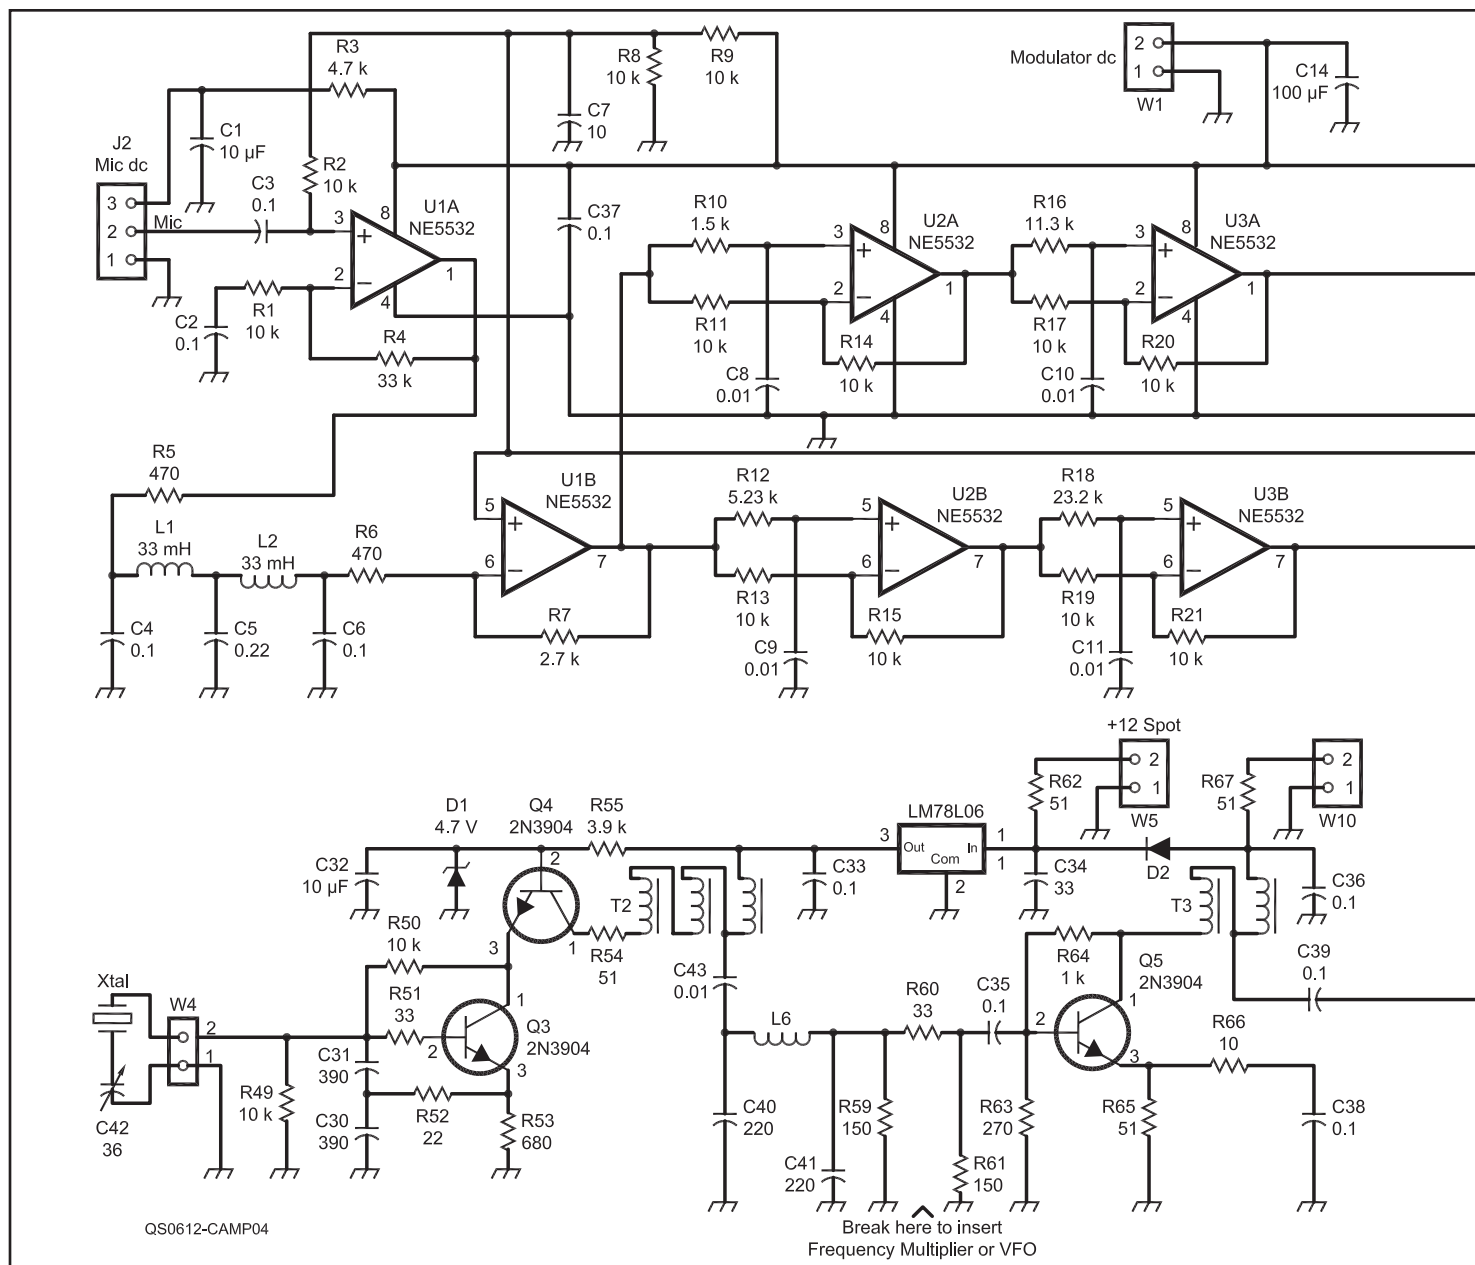 R3
4.7 k
R8
10 k
R9
10 k
Modulator dc
2
1
W1
C14
100 µF
C1
10 µF
C7
10
J2
Mic dc
3
2
1
Mic
C3
0.1
R2
10 k
3
2
8
4
1
+
−
U1A
NE5532
C37
0.1
R10
1.5 k
3
2
8
4
1
+
−
U2A
NE5532
R16
11.3 k
3
2
8
4
1
+
−
U3A
NE5532
C2
0.1
R1
10 k
R4
33 k
R11
10 k
R14
10 k
C8
0.01
R17
10 k
R20
10 k
C10
0.01
R5
470
L1
33 mH
L2
33 mH
R6
470
U1B
NE5532
5
6
7
+
−
R12
5.23 k
U2B
NE5532
5
6
7
+
−
R18
23.2 k
U3B
NE5532
5
6
7
+
−
C4
0.1
C5
0.22
C6
0.1
R7
2.7 k
R13
10 k
R15
10 k
C9
0.01
R19
10 k
R21
10 k
C11
0.01
+12 Spot
2
1
W5
R62
51
R67
51
2
1
W10
D1
4.7 V
Q4
2N3904
2
3
1
R55
3.9 k
LM78L06
3
Out
In
Com
1
1
2
C32
10 µF
C33
0.1
C34
33
D2
C36
0.1
T2
T3
R50
10 k
R54
51
Xtal
W4
2
1
C42
36
R51
33
2
1
3
Q3
2N3904
C31
390
R49
10 k
C30
390
R52
22
R53
680
C43
0.01
L6
R60
33
C35
0.1
R64
1 k
Q5
2N3904
2
1
3
C39
0.1
R66
10
C40
220
C41
220
R59
150
R61
150
R63
270
R65
51
C38
0.1
QS0612-CAMP04
Break here to insert
Frequency Multiplier or VFO